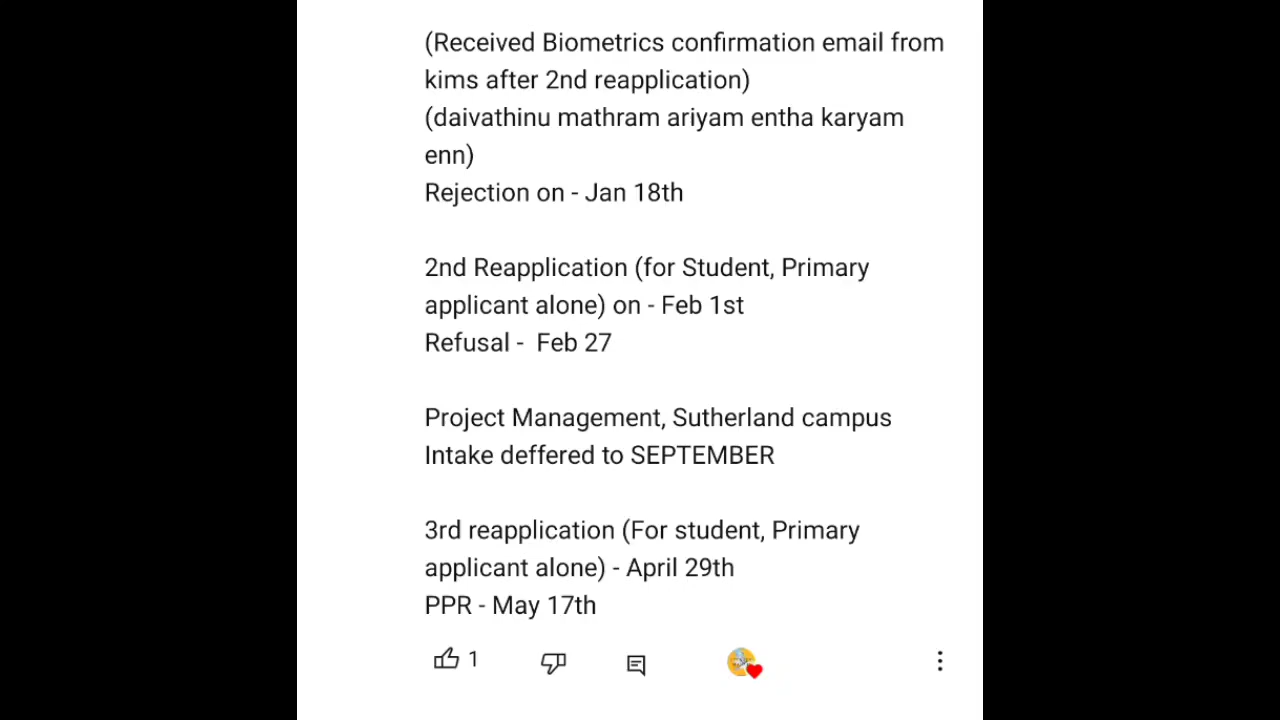 (Received Biometrics confirmation email from
kims after 2nd reapplication)
(daivathinu mathram ariyam entha karyam
enn)
Rejection on - Jan 18th
2nd Reapplication (for Student, Primary
applicant alone) on - Feb 1st
Refusal -  Feb 27
Project Management, Sutherland campus
Intake deffered to SEPTEMBER
3rd reapplication (For student, Primary
applicant alone) - April 29th
PPR - May 17th
1